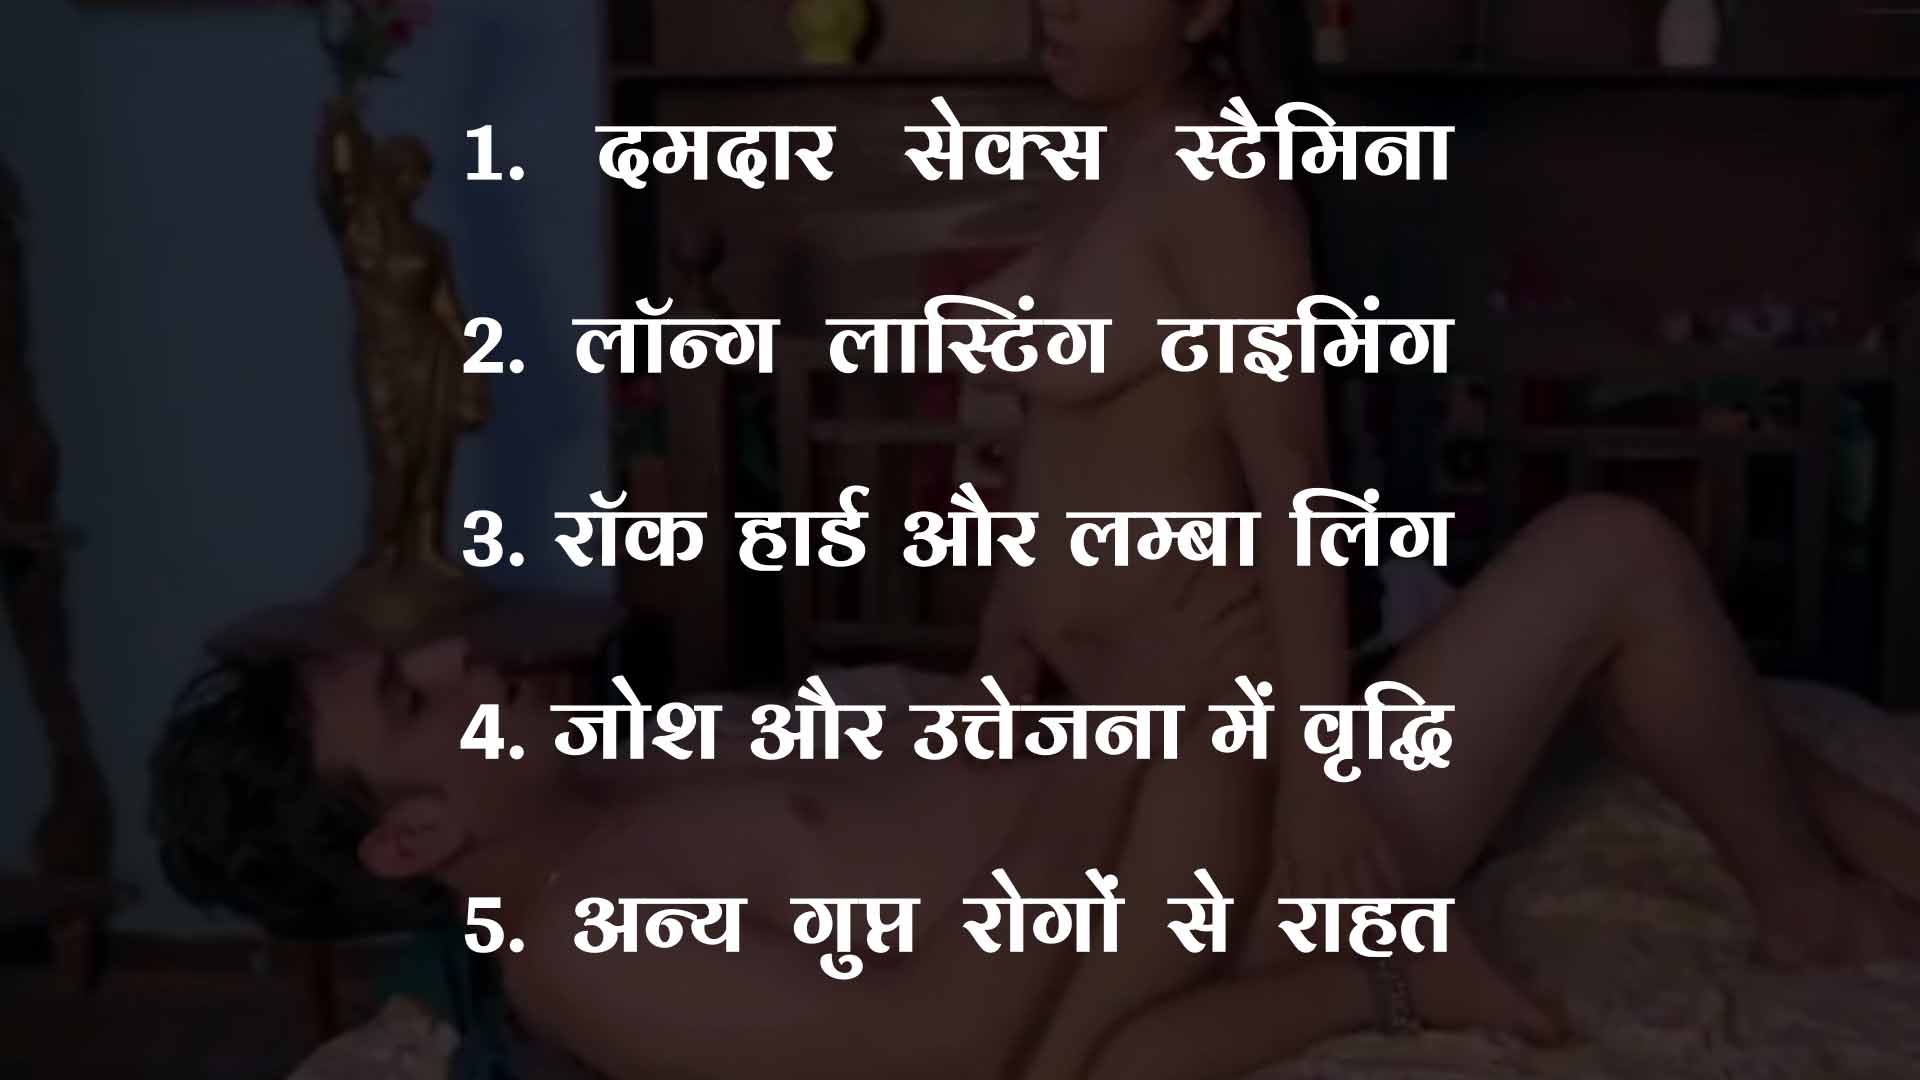 1. दमदार सेक्स स्टैमिना
2. लॉन्ग लास्टिंग टाइमिंग
3. रॉक हार्ड और लम्बा लिंग
4. जोश और उत्तेजना में वृद्धि
5. अन्य गुप्त रोगों से राहत